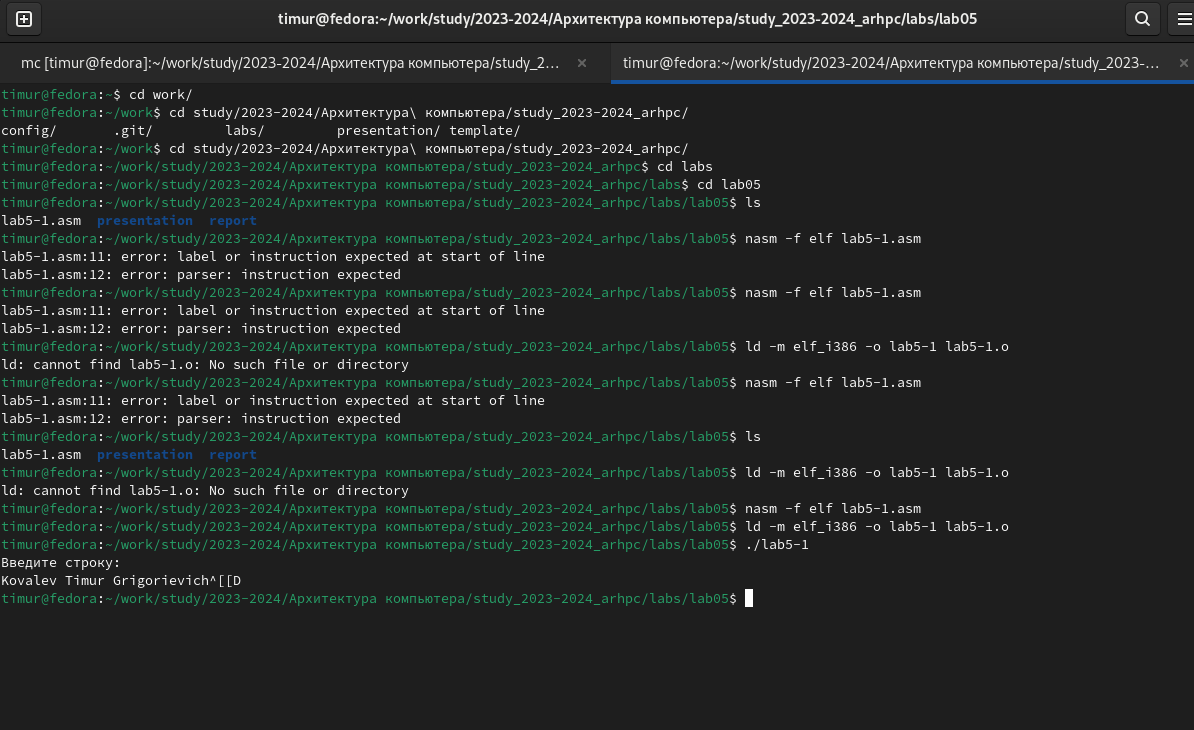 timur@fedora:~/work/study/2023-2024/Архитектура компьютера/study_2023-2024_arhpc/labs/lab05
mc [timur@fedora]:~/work/study/2023-2024/Архитектура компьютера/study_2... ×
timur@fedora:~/work/study/2023-2024/Архитектура компьютера/study_2023-... ×
timur@fedora:~$ cd work/
timur@fedora:~/work$ cd study/2023-2024/Архитектура\ компьютера/study_2023-2024_arhpc/
config/ .git/ labs/ presentation/ template/
timur@fedora:~/work$ cd study/2023-2024/Архитектура\ компьютера/study_2023-2024_arhpc/
timur@fedora:~/work/study/2023-2024/Архитектура компьютера/study_2023-2024_arhpc$ cd labs
timur@fedora:~/work/study/2023-2024/Архитектура компьютера/study_2023-2024_arhpc/labs$ cd lab05
timur@fedora:~/work/study/2023-2024/Архитектура компьютера/study_2023-2024_arhpc/labs/lab05$ ls
lab5-1.asm presentation report
timur@fedora:~/work/study/2023-2024/Архитектура компьютера/study_2023-2024_arhpc/labs/lab05$ nasm -f elf lab5-1.asm
lab5-1.asm:11: error: label or instruction expected at start of line
lab5-1.asm:12: error: parser: instruction expected
timur@fedora:~/work/study/2023-2024/Архитектура компьютера/study_2023-2024_arhpc/labs/lab05$ nasm -f elf lab5-1.asm
lab5-1.asm:11: error: label or instruction expected at start of line
lab5-1.asm:12: error: parser: instruction expected
timur@fedora:~/work/study/2023-2024/Архитектура компьютера/study_2023-2024_arhpc/labs/lab05$ ld -m elf_i386 -o lab5-1 lab5-1.o
ld: cannot find lab5-1.o: No such file or directory
timur@fedora:~/work/study/2023-2024/Архитектура компьютера/study_2023-2024_arhpc/labs/lab05$ nasm -f elf lab5-1.asm
lab5-1.asm:11: error: label or instruction expected at start of line
lab5-1.asm:12: error: parser: instruction expected
timur@fedora:~/work/study/2023-2024/Архитектура компьютера/study_2023-2024_arhpc/labs/lab05$ ls
lab5-1.asm presentation report
timur@fedora:~/work/study/2023-2024/Архитектура компьютера/study_2023-2024_arhpc/labs/lab05$ ld -m elf_i386 -o lab5-1 lab5-1.o
ld: cannot find lab5-1.o: No such file or directory
timur@fedora:~/work/study/2023-2024/Архитектура компьютера/study_2023-2024_arhpc/labs/lab05$ nasm -f elf lab5-1.asm
timur@fedora:~/work/study/2023-2024/Архитектура компьютера/study_2023-2024_arhpc/labs/lab05$ ld -m elf_i386 -o lab5-1 lab5-1.o
timur@fedora:~/work/study/2023-2024/Архитектура компьютера/study_2023-2024_arhpc/labs/lab05$ ./lab5-1
Введите строку:
Kovalev Timur Grigorievich^[[D
timur@fedora:~/work/study/2023-2024/Архитектура компьютера/study_2023-2024_arhpc/labs/lab05$